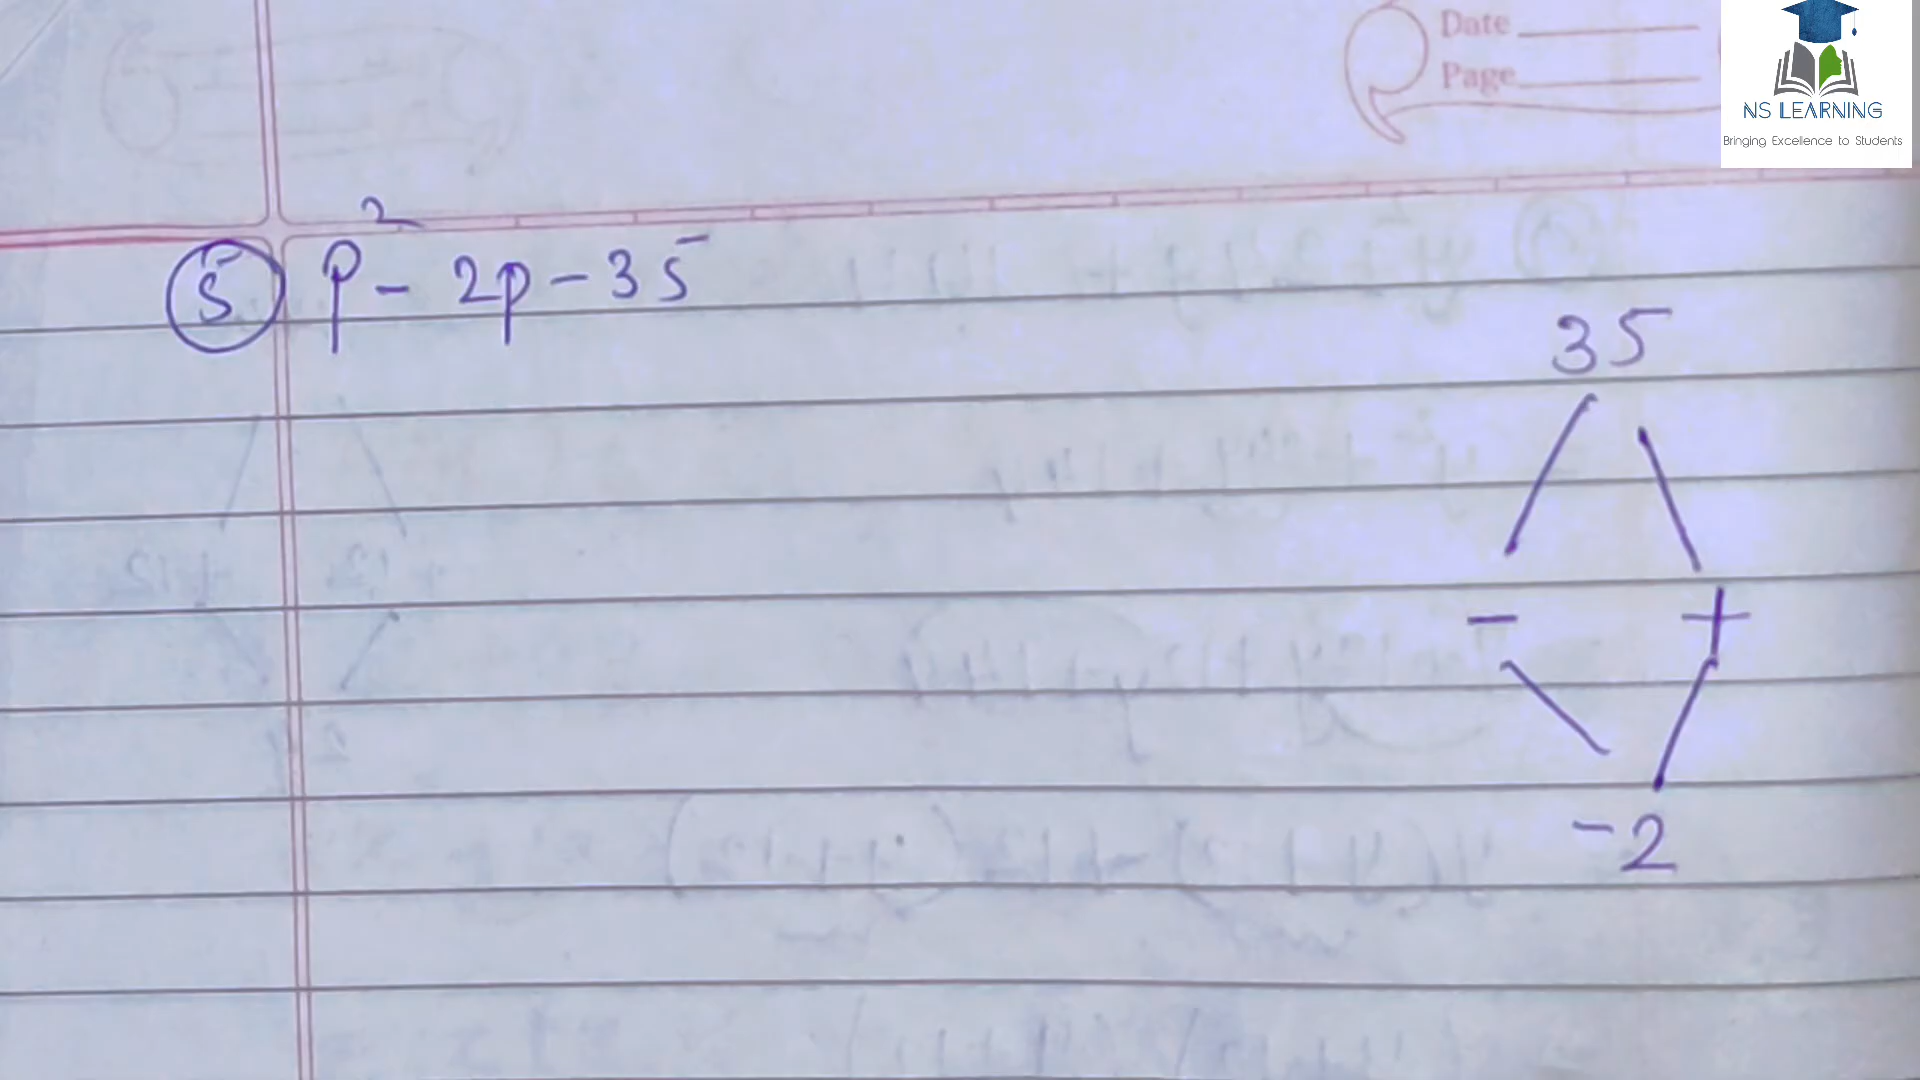 Date
Page
NS LEARNING
Bringing Excellence to Students
5 p² - 2p - 35
35
- +
-2